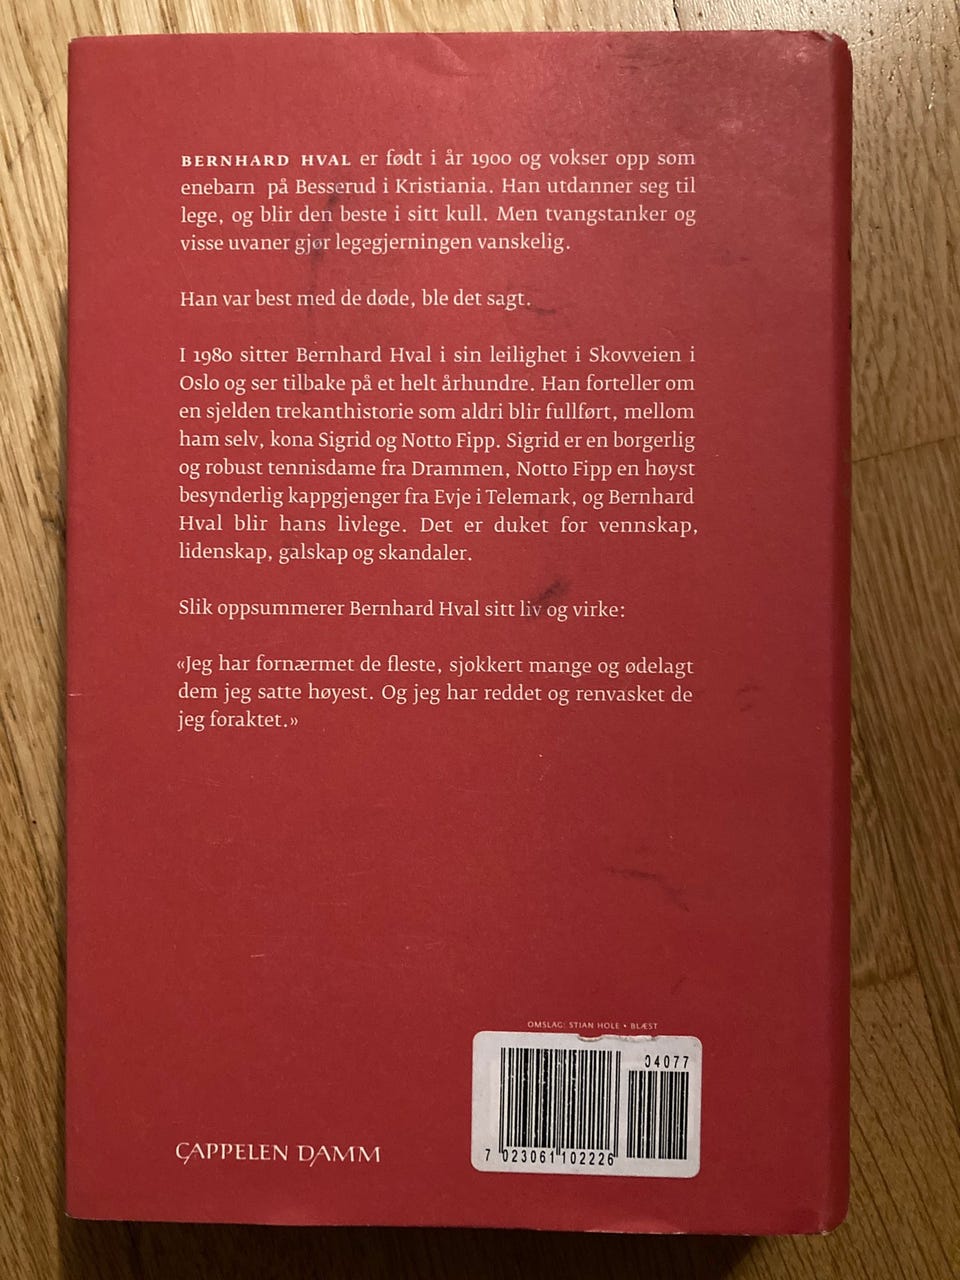 BERNHARD HVAL er født i år 1900 og vokser opp som
enebarn på Besserud i Kristiania. Han utdanner seg til
lege, og blir den beste i sitt kull. Men tvangstanker og
visse uvaner gjør legegjerningen vanskelig.
Han var best med de døde, ble det sagt.
I 1980 sitter Bernhard Hval i sin leilighet i Skovveien i
Oslo og ser tilbake på et helt århundre. Han forteller om
en sjelden trekanthistorie som aldri blir fullført, mellom
ham selv, kona Sigrid og Notto Fipp. Sigrid er en borgerlig
og robust tennisdame fra Drammen, Notto Fipp en høyst
besynderlig kappgjenger fra Evje i Telemark, og Bernhard
Hval blir hans livlege. Det er duket for vennskap,
lidenskap, galskap og skandaler.
Slik oppsummerer Bernhard Hval sitt liv og virke:
«Jeg har fornærmet de fleste, sjokkert mange og ødelagt
dem jeg satte høyest. Og jeg har reddet og renvasket de
jeg foraktet.»
OMSLAG: STIAN HOLE • BLÆST
04077
7 023061 102226
CAPPELEN DAMM